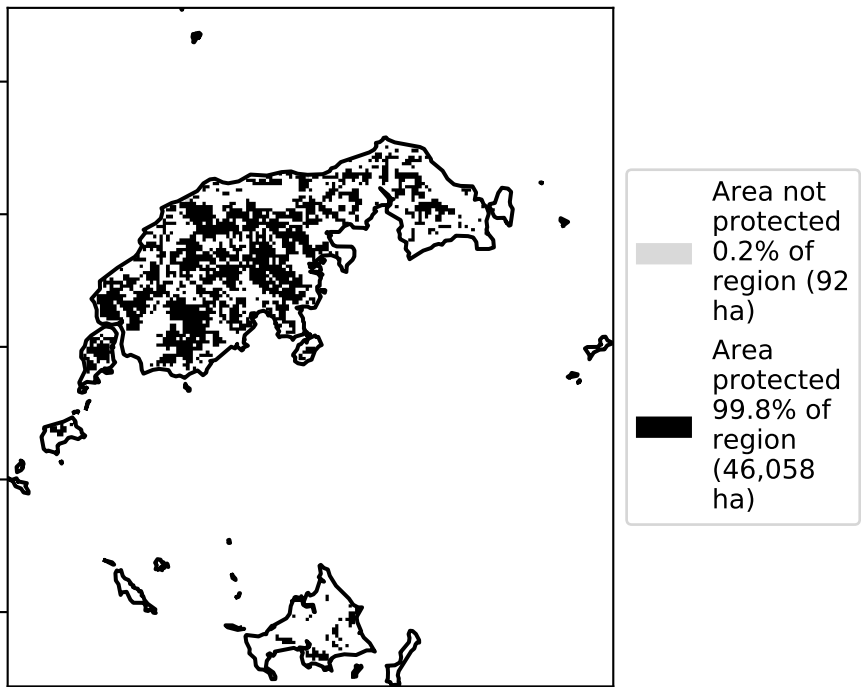 Area not
protected
0.2% of
region (92
ha)
Area
protected
99.8% of
region
(46,058
ha)